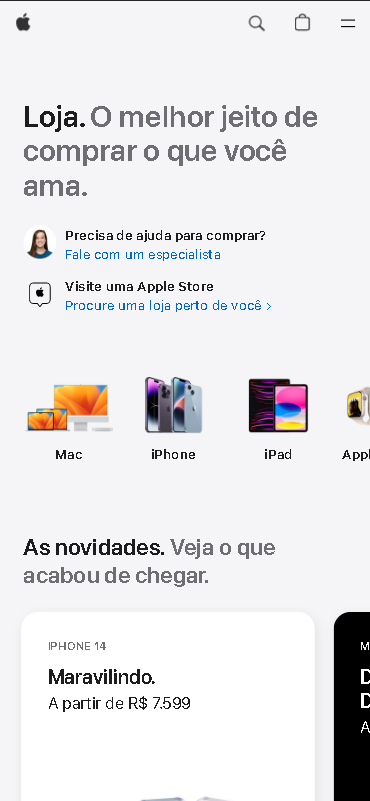 Loja. O melhor jeito de
comprar o que você
ama.
Precisa de ajuda para comprar?
Fale com um especialista
Visite uma Apple Store
Procure uma loja perto de você >
Mac
iPhone
iPad
As novidades. Veja o que
acabou de chegar.
IPHONE 14
Maravilindo.
A partir de R$ 7.599